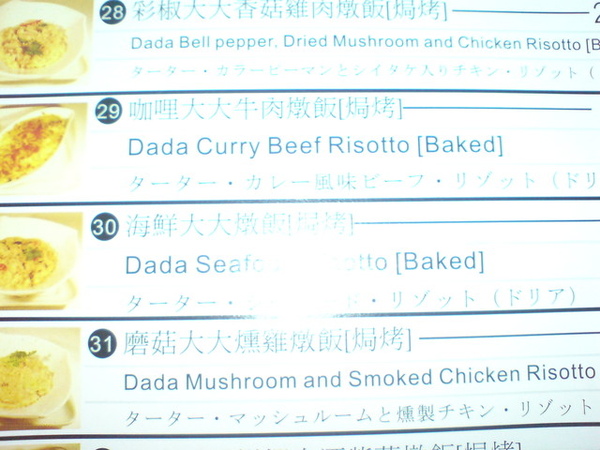 28 彩椒大大香菇雞肉燉飯[焗烤] 2
Dada Bell pepper, Dried Mushroom and Chicken Risotto [B
ターター・カラーピーマンとシイタケ入りチキン・リゾット（
29 咖哩大大牛肉燉飯[焗烤]
Dada Curry Beef Risotto [Baked]
ターター・カレー風味ビーフ・リゾット（ドリ
30 海鮮大大燉飯[焗烤]
Dada [Baked]
ターター・リゾット（ドリア）
31 磨菇大大燻雞燉飯[焗烤]
Dada Mushroom and Smoked Chicken Risotto
ターター・マッシュルームと燻製チキン・リゾット
燉飯[焗烤]